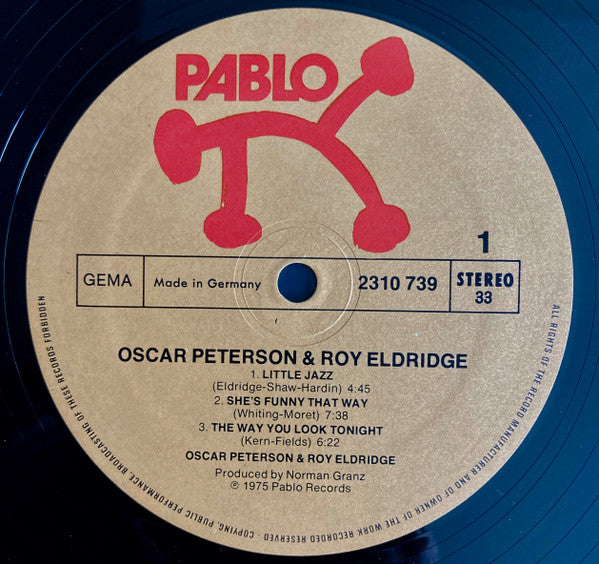 PABLO
1
GEMA
Made in Germany
2310 739
STEREO
33
OSCAR PETERSON & ROY ELDRIDGE
1. LITTLE JAZZ
(Eldridge-Shaw-Hardin) 4:45
2. SHE'S FUNNY THAT WAY
(Whiting-Moret) 7:38
3. THE WAY YOU LOOK TONIGHT
(Kern-Fields) 6:22
OSCAR PETERSON & ROY ELDRIDGE
Produced by Norman Granz
℗ 1975 Pablo Records
ALL RIGHTS OF THE RECORD MANUFACTURER AND OF OWNER OF THE WORK RECORDED RESERVED · COPYING, PUBLIC PERFORMANCE, BROADCASTING OF THESE RECORDS FORBIDDEN